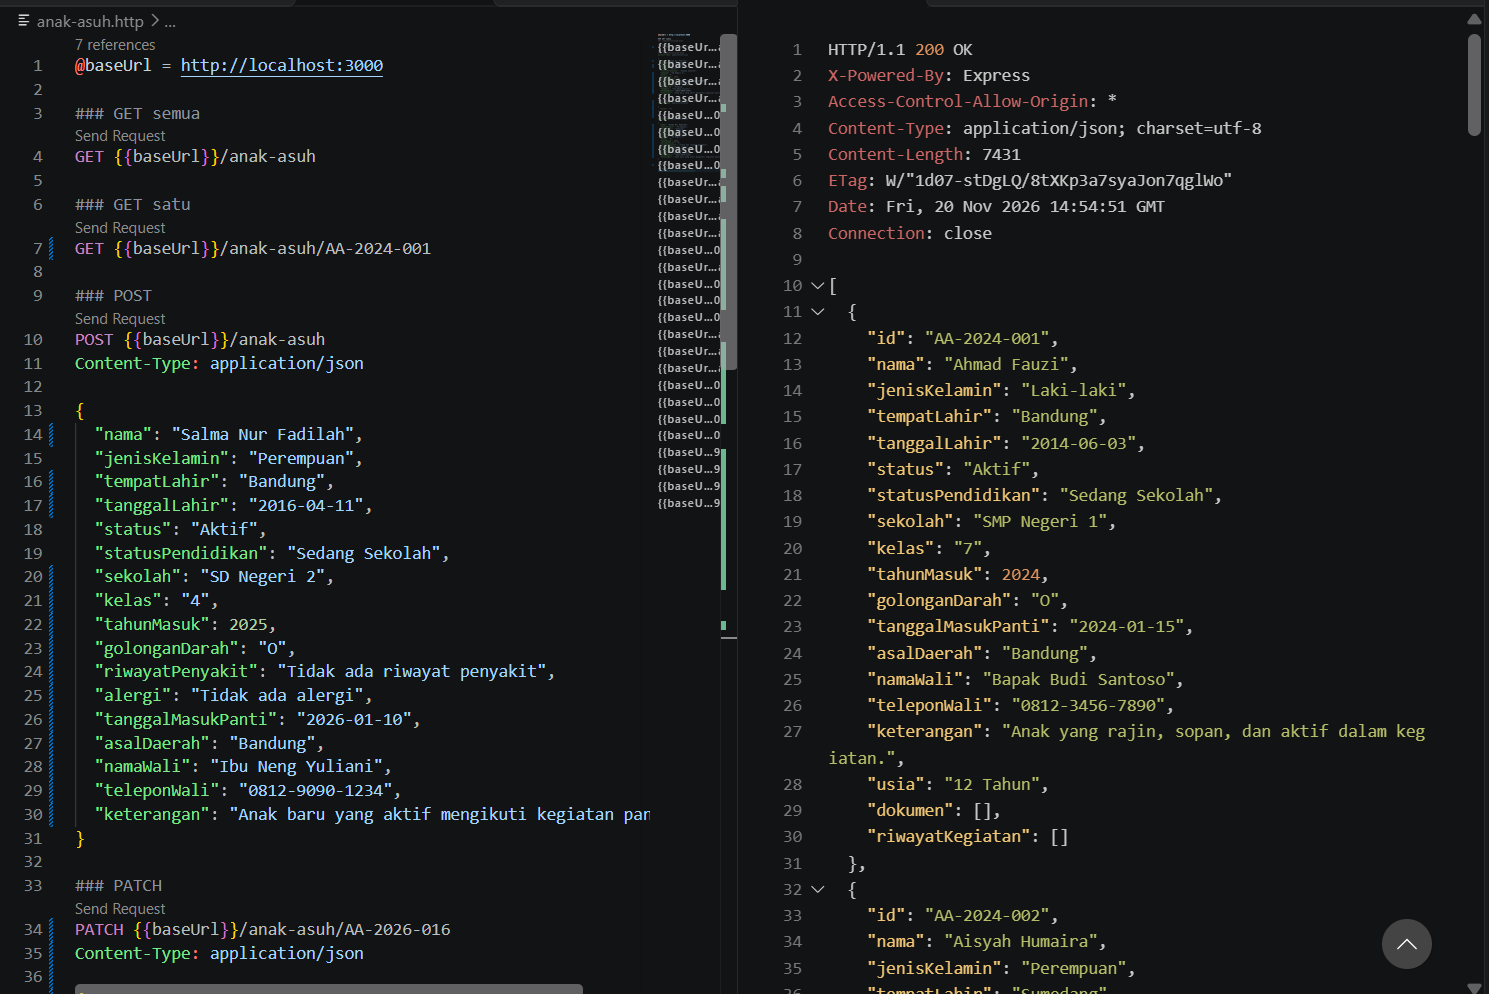 anak-asuh.http > ...
7 references
1 @baseUrl = http://localhost:3000
2
3 ### GET semua
Send Request
4 GET {{baseUrl}}/anak-asuh
5
6 ### GET satu
Send Request
7 GET {{baseUrl}}/anak-asuh/AA-2024-001
8
9 ### POST
Send Request
10 POST {{baseUrl}}/anak-asuh
11 Content-Type: application/json
12
13 {
14 "nama": "Salma Nur Fadilah",
15 "jenisKelamin": "Perempuan",
16 "tempatLahir": "Bandung",
17 "tanggalLahir": "2016-04-11",
18 "status": "Aktif",
19 "statusPendidikan": "Sedang Sekolah",
20 "sekolah": "SD Negeri 2",
21 "kelas": "4",
22 "tahunMasuk": 2025,
23 "golonganDarah": "O",
24 "riwayatPenyakit": "Tidak ada riwayat penyakit",
25 "alergi": "Tidak ada alergi",
26 "tanggalMasukPanti": "2026-01-10",
27 "asalDaerah": "Bandung",
28 "namaWali": "Ibu Neng Yuliani",
29 "teleponWali": "0812-9090-1234",
30 "keterangan": "Anak baru yang aktif mengikuti kegiatan pan
31 }
32
33 ### PATCH
Send Request
34 PATCH {{baseUrl}}/anak-asuh/AA-2026-016
35 Content-Type: application/json
36
1 HTTP/1.1 200 OK
2 X-Powered-By: Express
3 Access-Control-Allow-Origin: *
4 Content-Type: application/json; charset=utf-8
5 Content-Length: 7431
6 ETag: W/"1d07-stDgLQ/8tXKp3a7syaJon7qglWo"
7 Date: Fri, 20 Nov 2026 14:54:51 GMT
8 Connection: close
9
10 [
11 {
12 "id": "AA-2024-001",
13 "nama": "Ahmad Fauzi",
14 "jenisKelamin": "Laki-laki",
15 "tempatLahir": "Bandung",
16 "tanggalLahir": "2014-06-03",
17 "status": "Aktif",
18 "statusPendidikan": "Sedang Sekolah",
19 "sekolah": "SMP Negeri 1",
20 "kelas": "7",
21 "tahunMasuk": 2024,
22 "golonganDarah": "O",
23 "tanggalMasukPanti": "2024-01-15",
24 "asalDaerah": "Bandung",
25 "namaWali": "Bapak Budi Santoso",
26 "teleponWali": "0812-3456-7890",
27 "keterangan": "Anak yang rajin, sopan, dan aktif dalam keg
iatan.",
28 "usia": "12 Tahun",
29 "dokumen": [],
30 "riwayatKegiatan": []
31 },
32 {
33 "id": "AA-2024-002",
34 "nama": "Aisyah Humaira",
35 "jenisKelamin": "Perempuan",
36 "tempatLahir": "Sumedang"